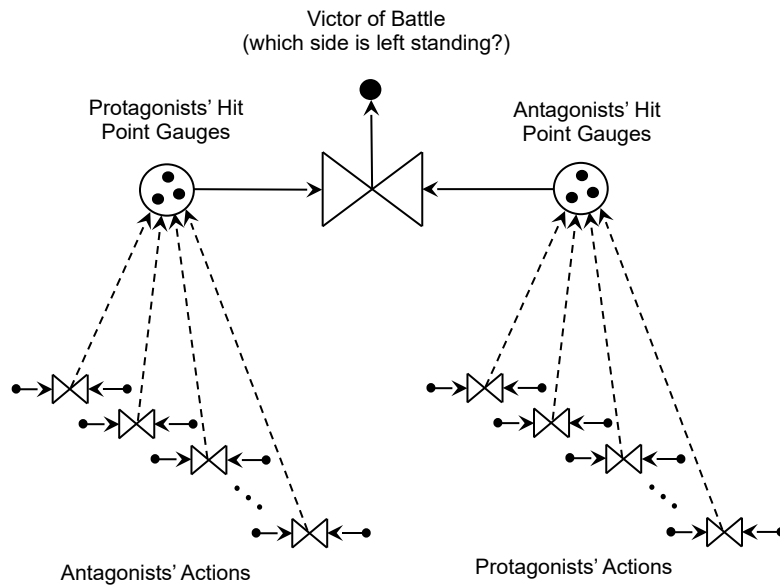 Victor of Battle
(which side is left standing?)
Protagonists’ Hit
Point Gauges
Antagonists’ Hit
Point Gauges
Antagonists’ Actions
Protagonists’ Actions